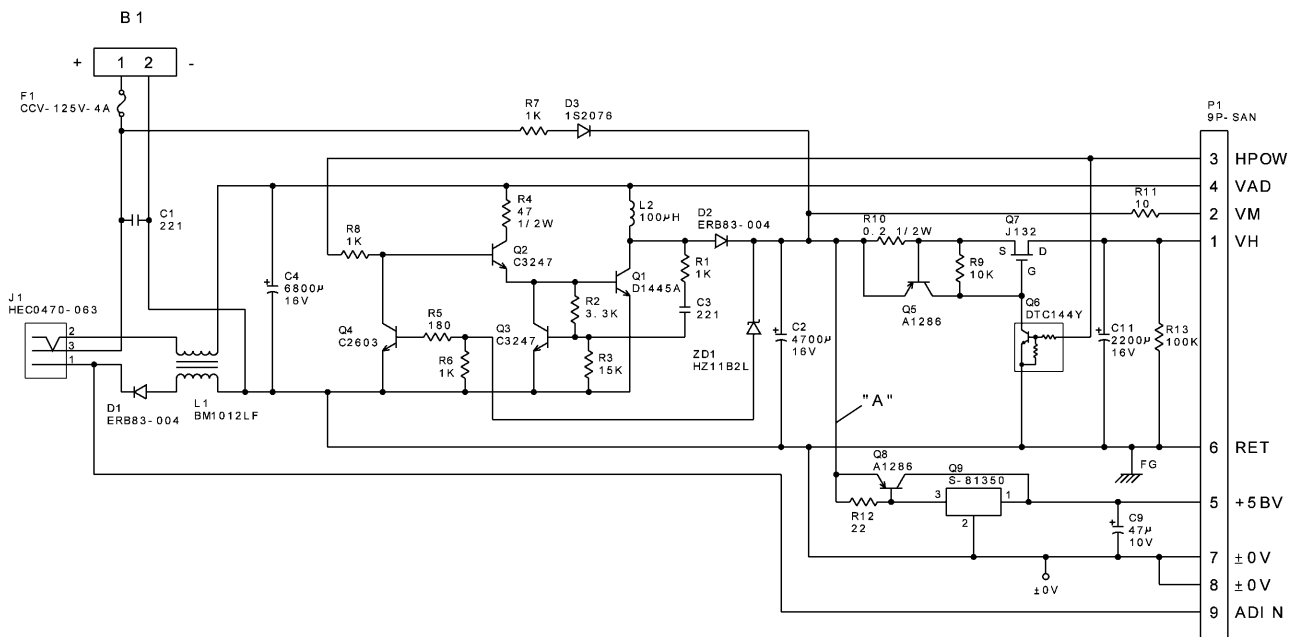 B 1
+ 1 2 -
F1
CCV-125V-4A
R7
1K
D3
1S2076
P1
9P-SAN
3 HPOW
4 VAD
R11
10
2 VM
1 VH
C1
221
R4
47
1/2W
L2
100μH
D2
ERB83-004
R10
0.2 1/2W
Q7
J132
S
D
G
R8
1K
Q2
C3247
R1
1K
Q1
D1445A
R9
10K
C4
6800μ
16V
R2
3.3K
C3
221
Q5
A1286
Q6
DTC144Y
J1
HEC0470-063
2
3
1
Q4
C2603
R5
180
Q3
C3247
R6
1K
R3
15K
ZD1
HZ11B2L
C2
4700μ
16V
C11
2200μ
16V
R13
100K
D1
ERB83-004
L1
BM1012LF
"A"
6 RET
FG
Q8
A1286
Q9
S-81350
3
1
2
R12
22
5 +5BV
C9
47μ
10V
7 ±0V
±0V
8 ±0V
9 ADIN